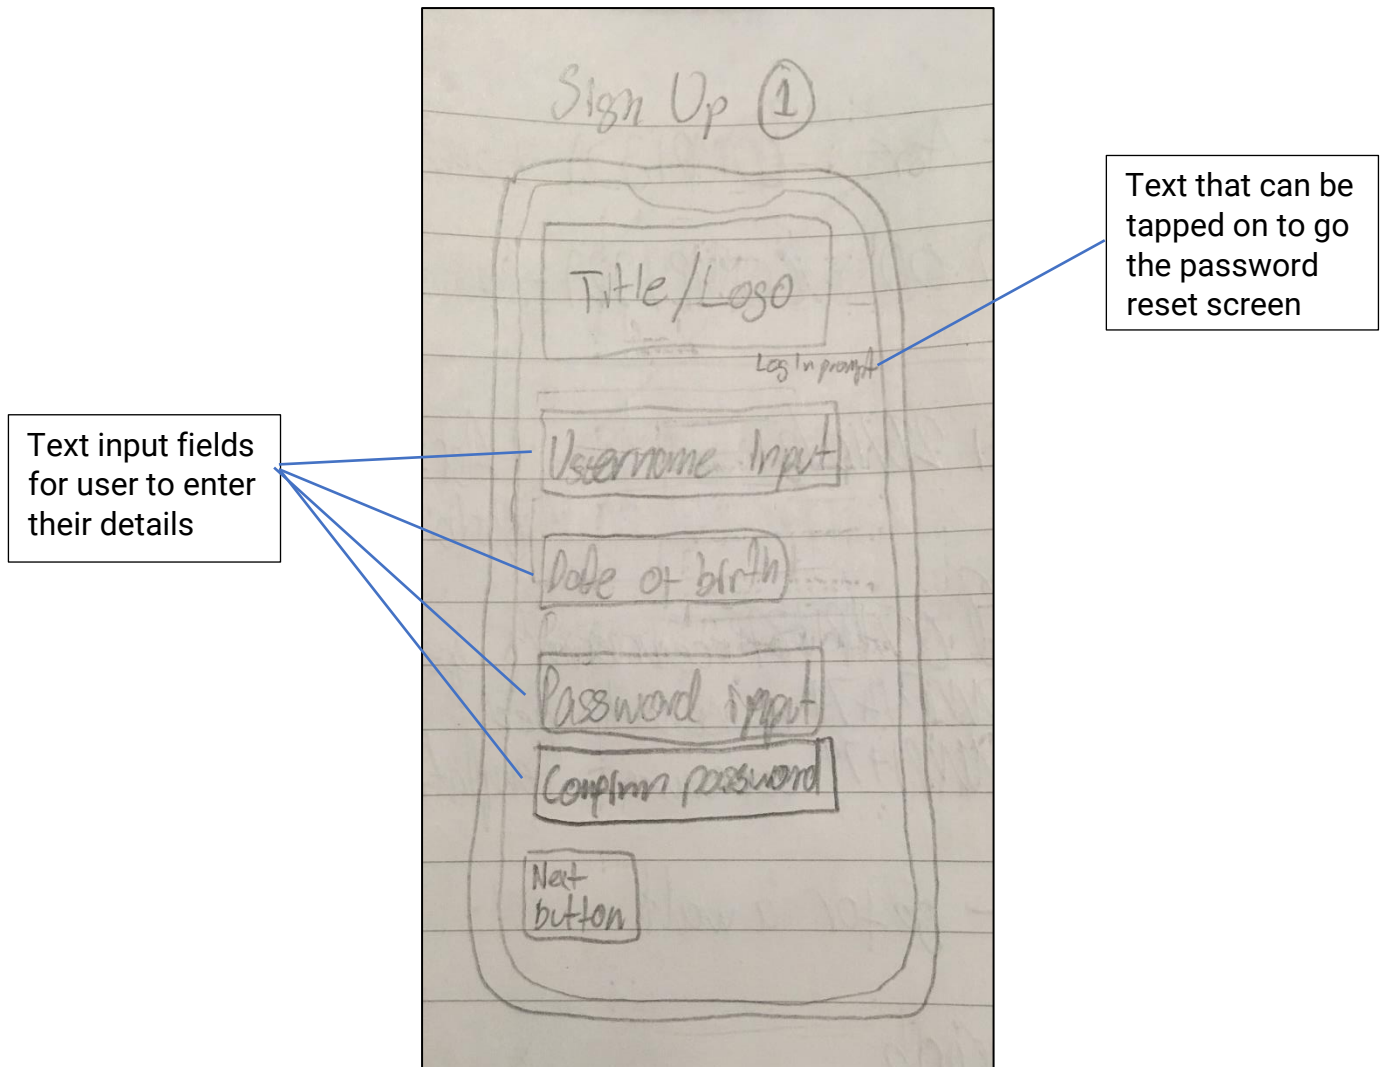 Sign Up 1
Text that can be
tapped on to go
the password
reset screen
Title/Logo
Log In prompt
Text input fields
for user to enter
their details
Username Input
Date of birth
Password input
Confirm password
Next
button